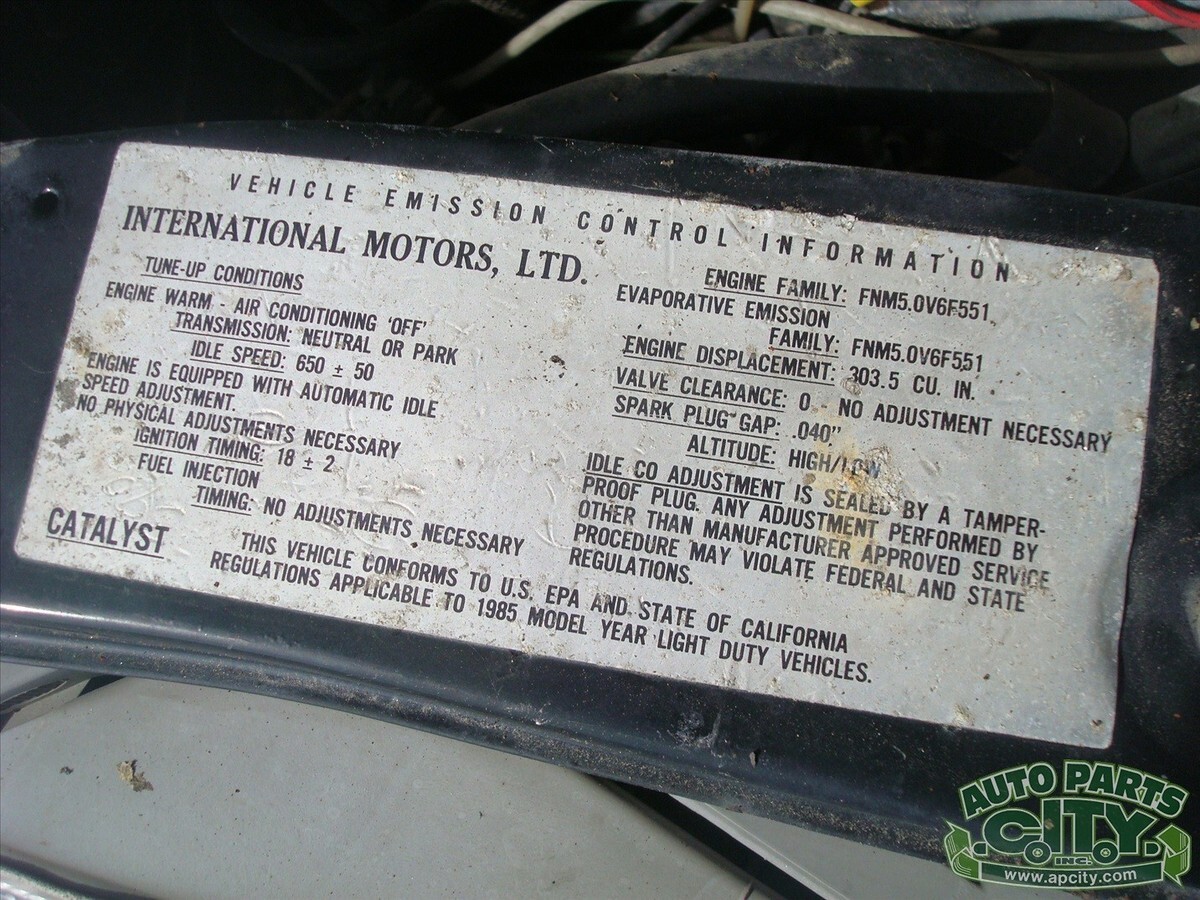 VEHICLE EMISSION CONTROL INFORMATION
INTERNATIONAL MOTORS, LTD.
TUNE-UP CONDITIONS
ENGINE WARM - AIR CONDITIONING 'OFF'
TRANSMISSION: NEUTRAL OR PARK
IDLE SPEED: 650 ± 50
ENGINE IS EQUIPPED WITH AUTOMATIC IDLE
SPEED ADJUSTMENT.
NO PHYSICAL ADJUSTMENTS NECESSARY
IGNITION TIMING: 18 ± 2
FUEL INJECTION
TIMING: NO ADJUSTMENTS NECESSARY
CATALYST
ENGINE FAMILY: FNM5.0V6F551
EVAPORATIVE EMISSION
FAMILY: FNM5.0V6F551
ENGINE DISPLACEMENT: 303.5 CU. IN.
VALVE CLEARANCE: 0 NO ADJUSTMENT NECESSARY
SPARK PLUG GAP: .040"
ALTITUDE: HIGH/LOW
IDLE CO ADJUSTMENT IS SEALED BY A TAMPER-
PROOF PLUG. ANY ADJUSTMENT PERFORMED BY
OTHER THAN MANUFACTURER APPROVED SERVICE
PROCEDURE MAY VIOLATE FEDERAL AND STATE
REGULATIONS.
THIS VEHICLE CONFORMS TO U.S. EPA AND STATE OF CALIFORNIA
REGULATIONS APPLICABLE TO 1985 MODEL YEAR LIGHT DUTY VEHICLES.
AUTO PARTS
CITY
INC.
www.apcity.com